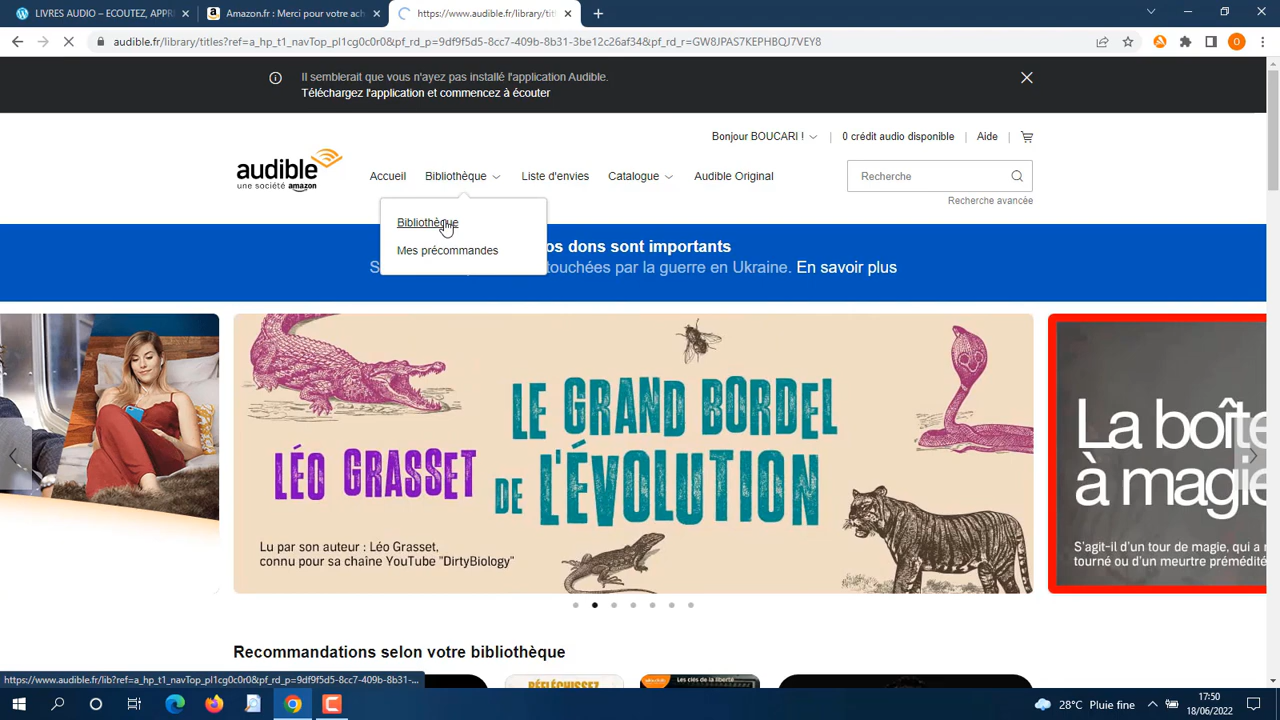 LIVRES AUDIO – ECOUTEZ, APPR
Amazon.fr : Merci pour votre ach
https://www.audible.fr/library/titl
audible.fr/library/titles?ref=a_hp_t1_navTop_pl1cg0c0r0&pf_rd_p=9df9f5d5-8cc7-409b-8b31-3be12c26af34&pf_rd_r=GW8JPAS7KEPHBQJ7VEY8
O
Il semblerait que vous n'ayez pas installé l'application Audible.
Téléchargez l'application et commencez à écouter
Bonjour BOUCARI !
0 crédit audio disponible
Aide
audible
une société amazon
Accueil
Bibliothèque
Liste d'envies
Catalogue
Audible Original
Recherche
Recherche avancée
Bibliothèque
Mes précommandes
os dons sont importants
S
touchées par la guerre en Ukraine. En savoir plus
LE GRAND BORDEL
DE L'ÉVOLUTION
LÉO GRASSET
Lu par son auteur : Léo Grasset,
connu pour sa chaîne YouTube "DirtyBiology"
La boîte
à magie
S'agit-il d'un tour de magie, qui a
tourné ou d'un meurtre prémédité
Recommandations selon votre bibliothèque
RÉFLÉCHISSEZ
Les clés de la liberté
https://www.audible.fr/lib?ref=a_hp_t1_navTop_pl1cg0c0r0&pf_rd_p=9df9f5d5-8cc7-409b-8b31-...
28°C Pluie fine
17:50
18/06/2022